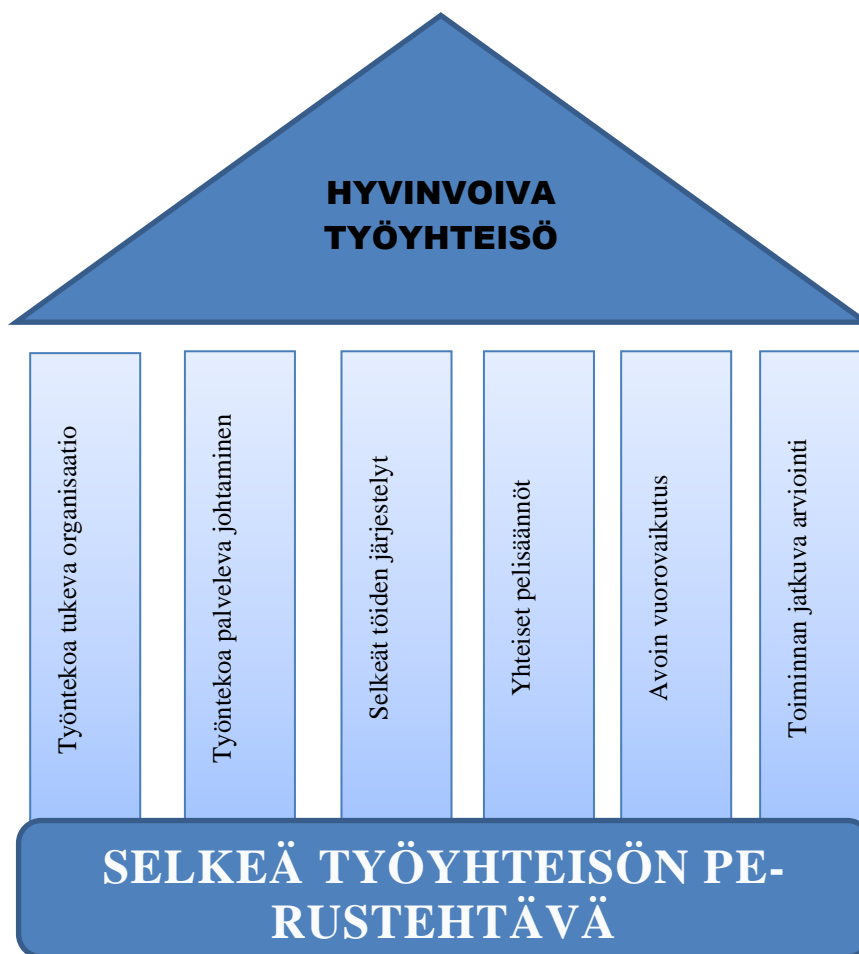 HYVINVOIVA
TYÖYHTEISÖ
Työntekoa tukeva organisaatio
Työntekoa palveleva johtaminen
Selkeät töiden järjestelyt
Yhteiset pelisäännöt
Avoin vuorovaikutus
Toiminnan jatkuva arviointi
SELKEÄ TYÖYHTEISÖN PE-
RUSTEHTÄVÄ